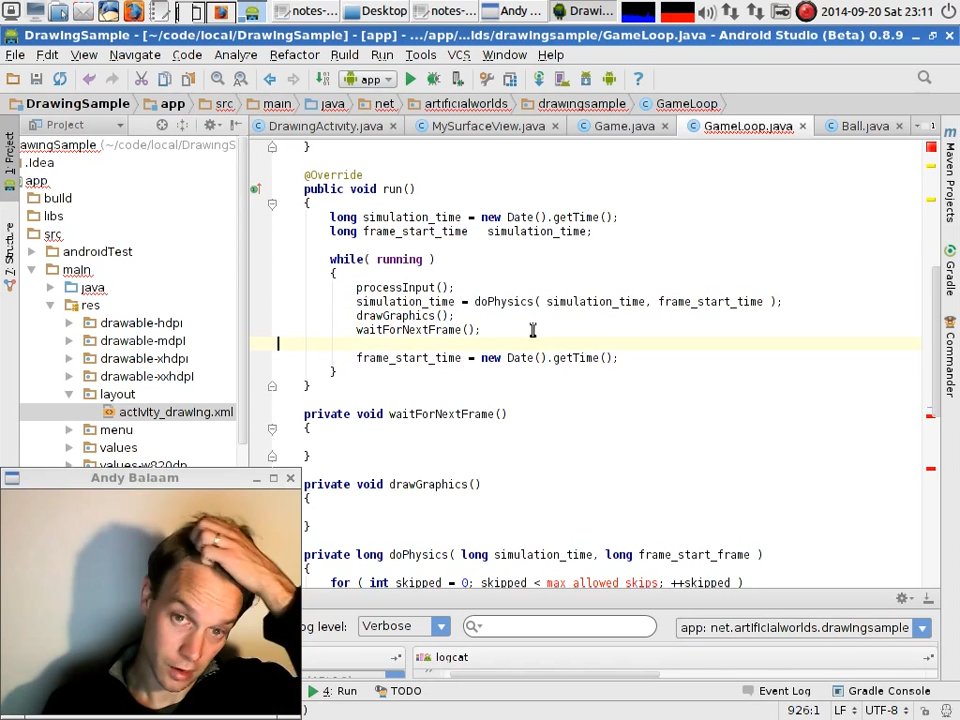 notes-
Desktop
notes-
Andy
Drawi
2014-09-20 Sat 23:11
DrawingSample - [~/code/local/DrawingSample] - [app] - .../app/...lds/drawingsample/GameLoop.java - Android Studio (Beta) 0.8.9
File Edit View Navigate Code Analyze Refactor Build Run Tools VCS Window Help
app
DrawingSample app src main java net artificialworlds drawingsample GameLoop
Project
DrawingActivity.java
MySurfaceView.java
Game.java
GameLoop.java
Ball.java
1: Project
7: Structure
Maven Projects
Gradle
Commander
awingSample (~/code/local/DrawingS
.idea
app
build
libs
src
androidTest
main
java
res
drawable-hdpi
drawable-mdpi
drawable-xhdpi
drawable-xxhdpi
layout
activity_drawing.xml
menu
values
values-w820dp
}
@Override
public void run()
{
long simulation_time = new Date().getTime();
long frame_start_time   simulation_time;
while( running )
{
processInput();
simulation_time = doPhysics( simulation_time, frame_start_time );
drawGraphics();
waitForNextFrame();
frame_start_time = new Date().getTime();
}
}
private void waitForNextFrame()
{
}
private void drawGraphics()
{
}
private long doPhysics( long simulation_time, long frame_start_frame )
{
for ( int skipped = 0; skipped < max_allowed_skips; ++skipped )
Andy Balaam
og level: Verbose
app: net.artificialworlds.drawingsample
logcat
4: Run
TODO
Event Log
Gradle Console
926:1 LF UTF-8